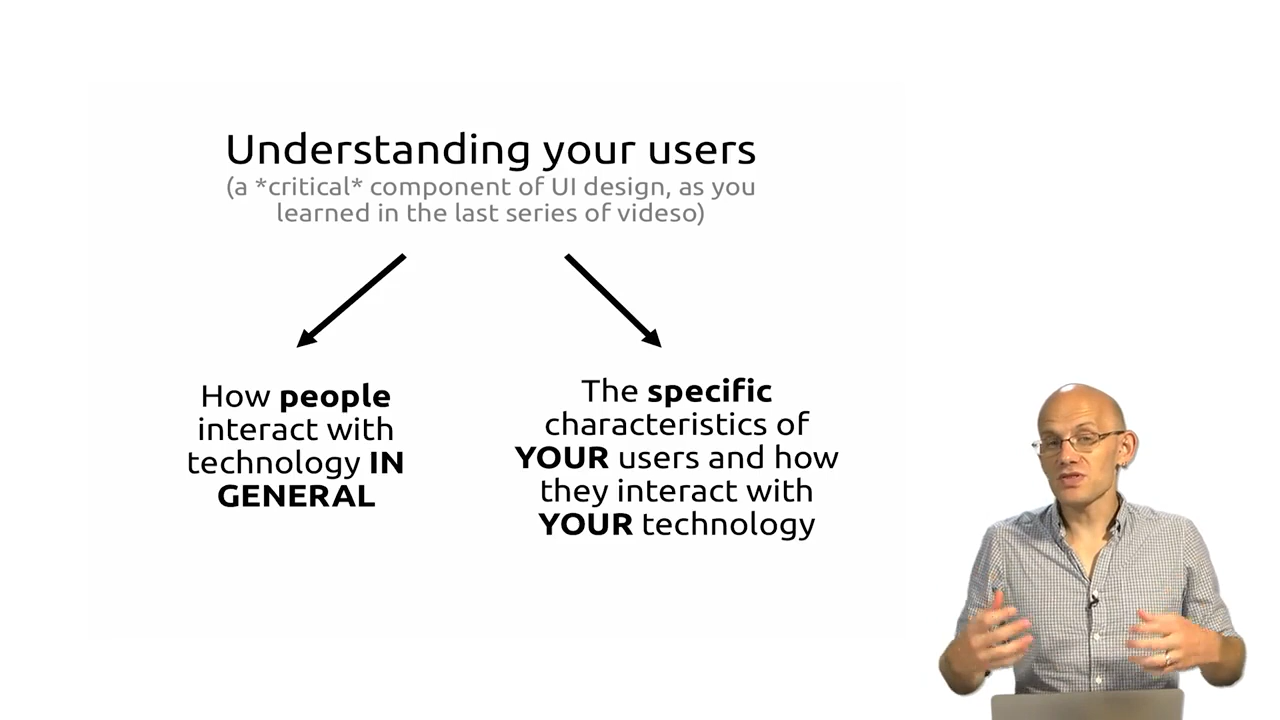 Understanding your users
(a *critical* component of UI design, as you
learned in the last series of videso)
How people
interact with
technology IN
GENERAL
The specific
characteristics of
YOUR users and how
they interact with
YOUR technology